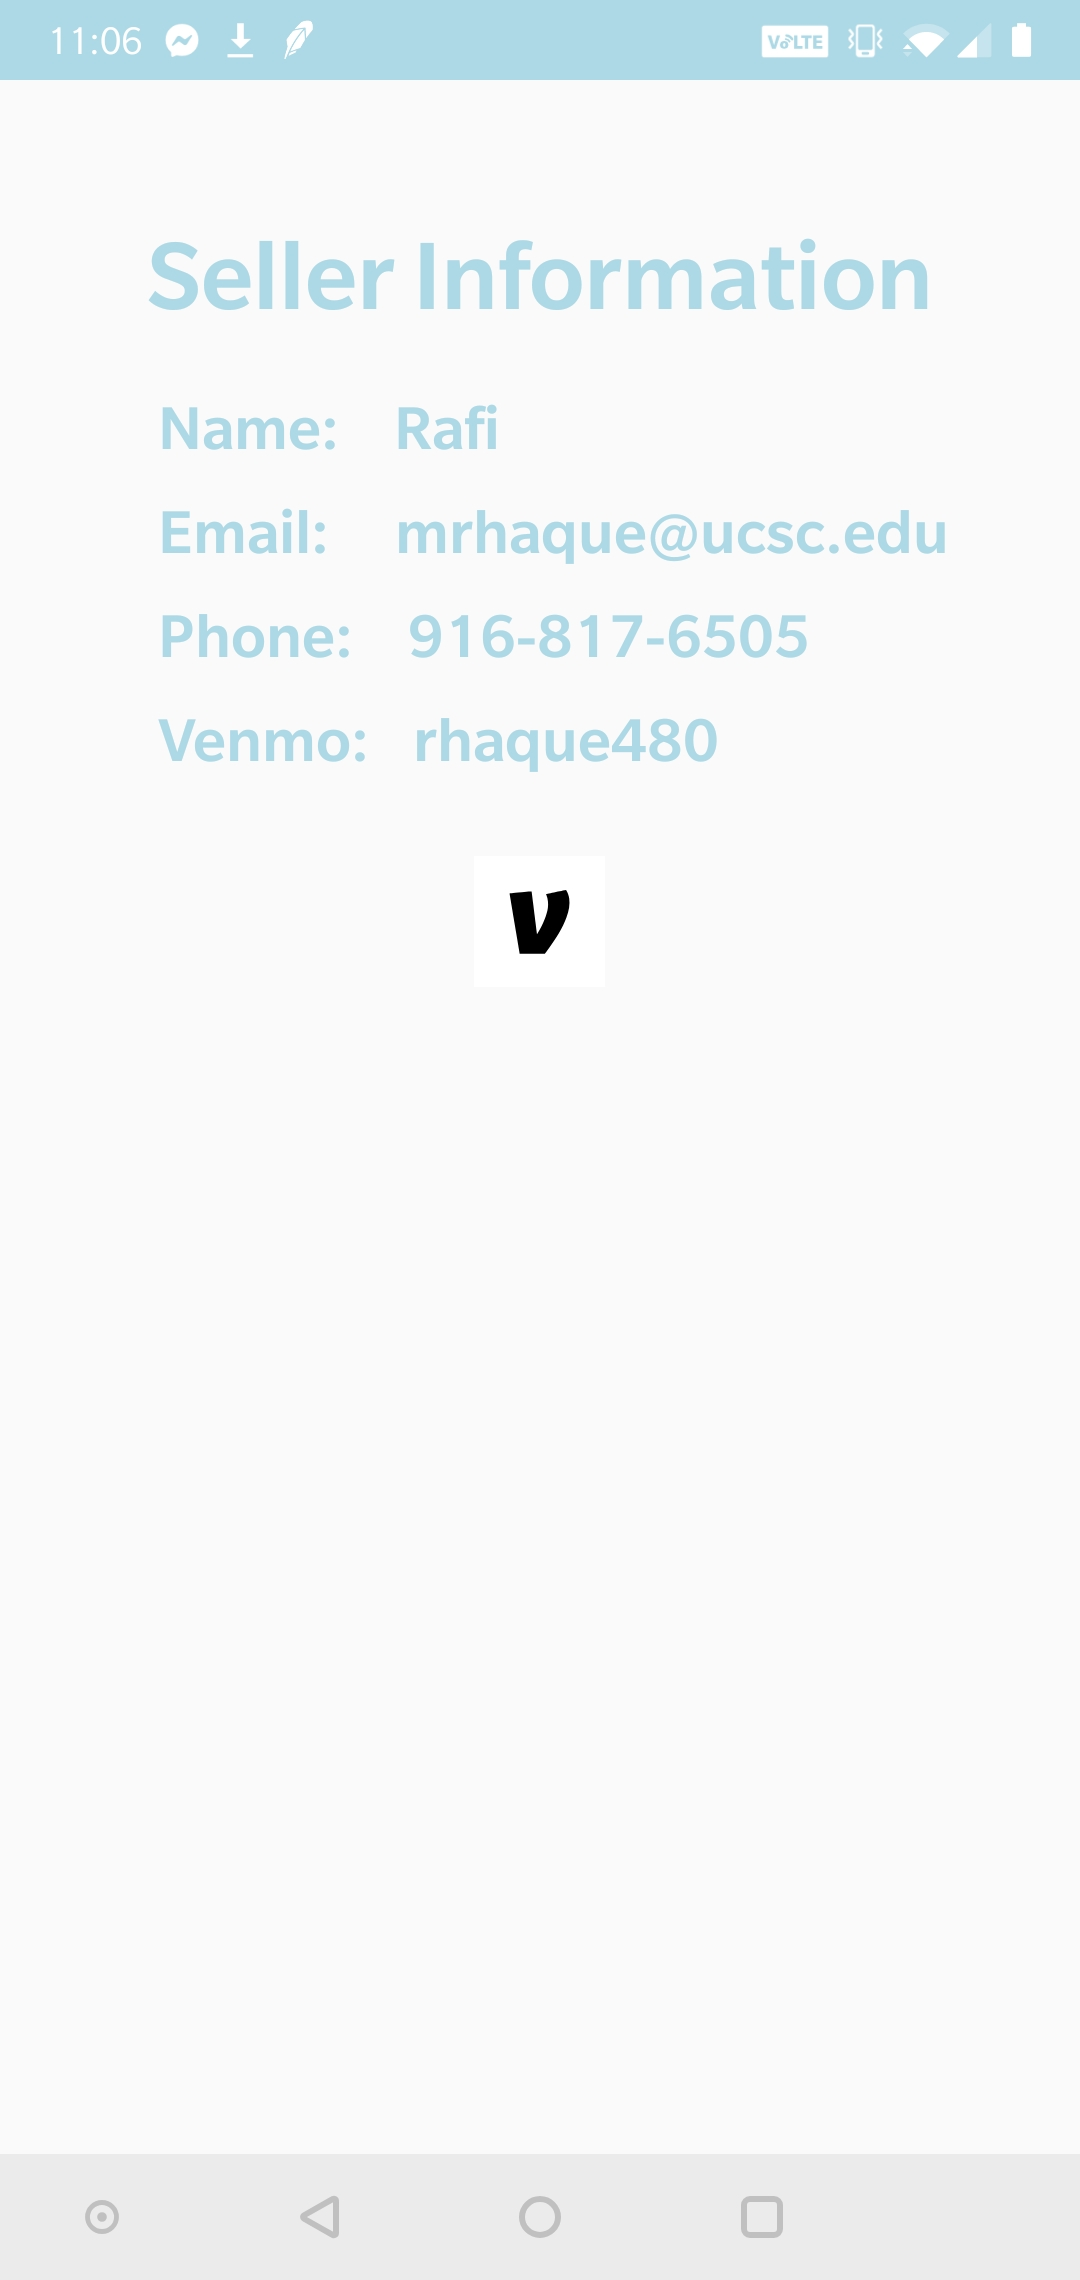 11:06 VoLTE
Seller Information
Name: Rafi
Email: mrhaque@ucsc.edu
Phone: 916-817-6505
Venmo: rhaque480
V